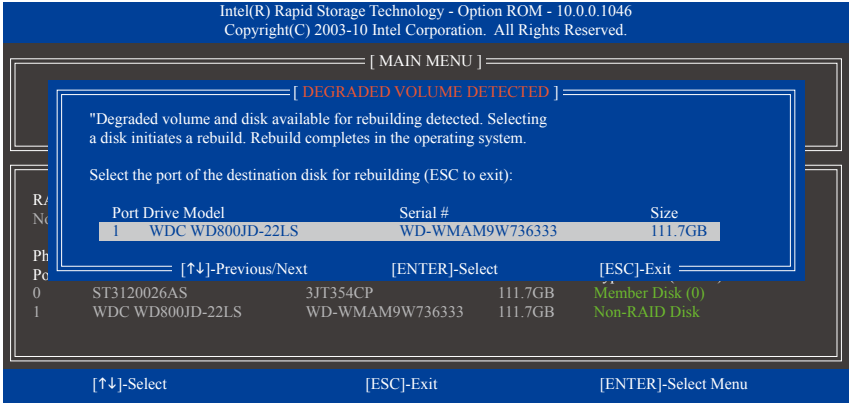 Intel(R) Rapid Storage Technology - Option ROM - 10.0.0.1046
Copyright(C) 2003-10 Intel Corporation. All Rights Reserved.
[ MAIN MENU ]
[ DEGRADED VOLUME DETECTED ]
"Degraded volume and disk available for rebuilding detected. Selecting
a disk initiates a rebuild. Rebuild completes in the operating system.
Select the port of the destination disk for rebuilding (ESC to exit):
Port Drive Model Serial # Size
1 WDC WD800JD-22LS WD-WMAM9W736333 111.7GB
[↑↓]-Previous/Next [ENTER]-Select [ESC]-Exit
0 ST3120026AS 3JT354CP 111.7GB Member Disk (0)
1 WDC WD800JD-22LS WD-WMAM9W736333 111.7GB Non-RAID Disk
[↑↓]-Select [ESC]-Exit [ENTER]-Select Menu